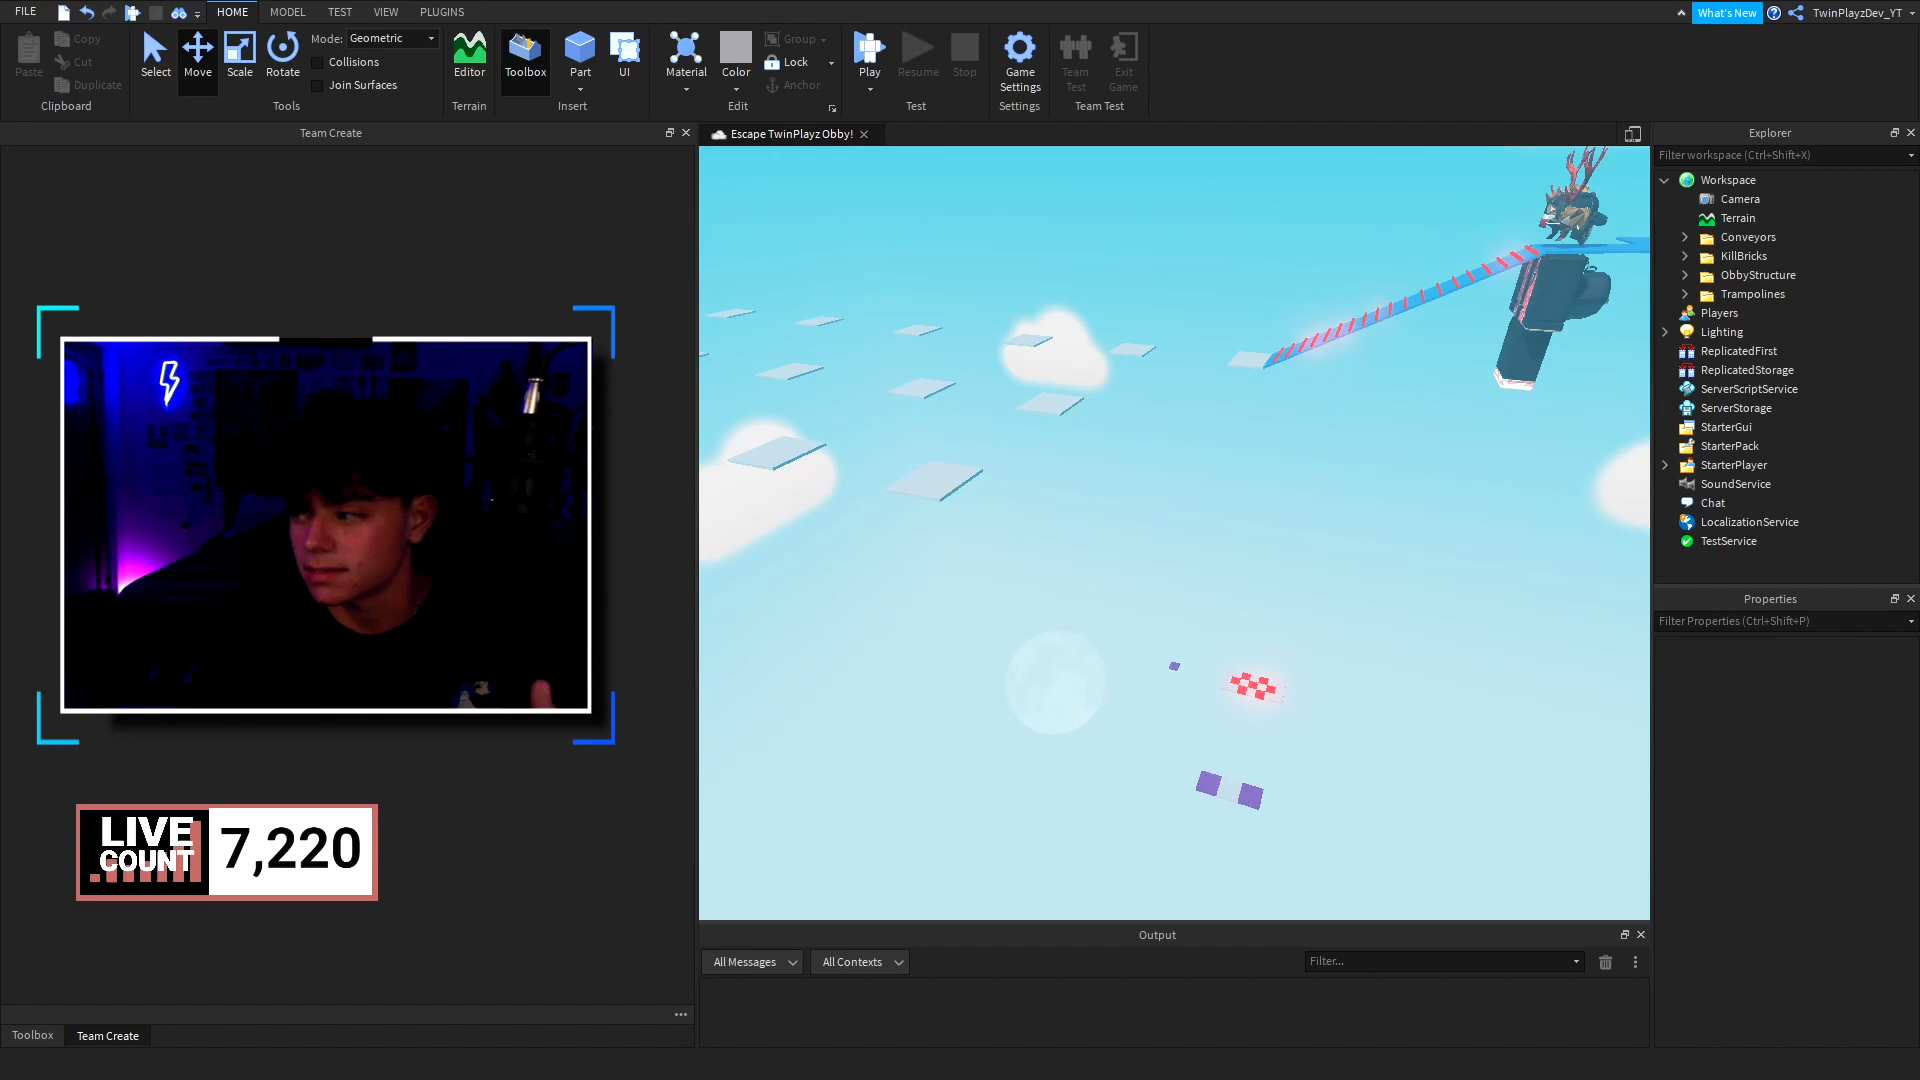 FILE
HOME
MODEL
TEST
VIEW
PLUGINS
What's New
TwinPlayzDev_YT
Paste
Copy
Cut
Duplicate
Clipboard
Select
Move
Scale
Rotate
Mode: Geometric
Collisions
Join Surfaces
Tools
Editor
Terrain
Toolbox
Part
UI
Insert
Material
Color
Group
Lock
Anchor
Edit
Play
Resume
Stop
Test
Game
Settings
Settings
Team
Test
Exit
Game
Team Test
Team Create
Escape TwinPlayz Obby!
Explorer
Filter workspace (Ctrl+Shift+X)
Workspace
Camera
Terrain
Conveyors
KillBricks
ObbyStructure
Trampolines
Players
Lighting
ReplicatedFirst
ReplicatedStorage
ServerScriptService
ServerStorage
StarterGui
StarterPack
StarterPlayer
SoundService
Chat
LocalizationService
TestService
Properties
Filter Properties (Ctrl+Shift+P)
LIVE
COUNT
7,220
Output
All Messages
All Contexts
Filter...
Toolbox
Team Create